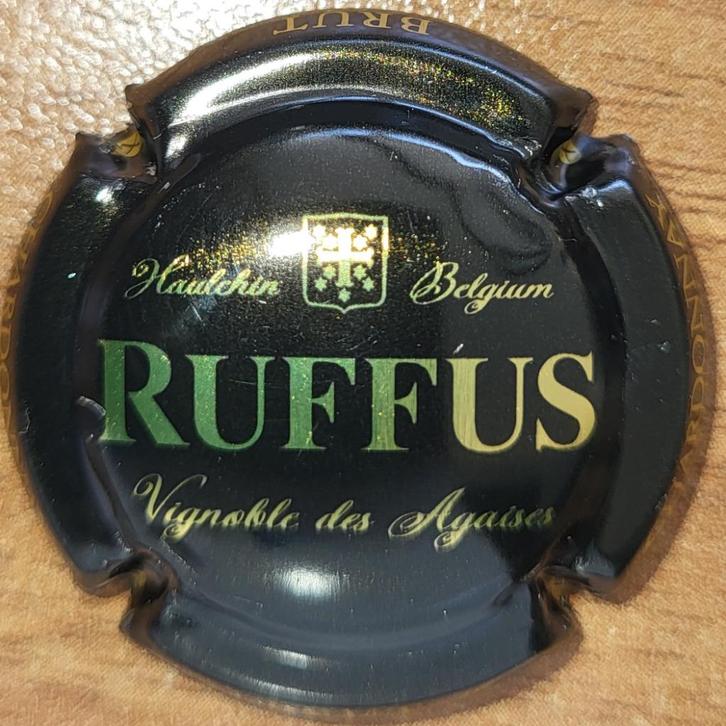 BRUT
Haulchin Belgium
RUFFUS
Vignoble des Agaises